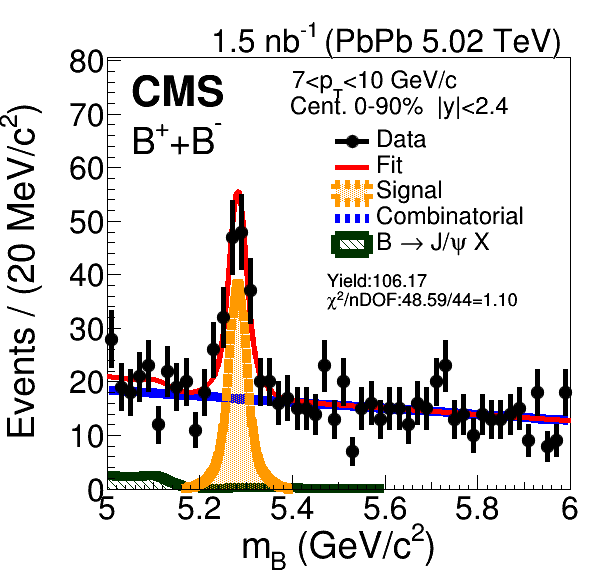 1.5 nb⁻¹ (PbPb 5.02 TeV)
CMS
B⁺+B⁻
7<p_T<10 GeV/c
Cent. 0-90% |y|<2.4
Data
Fit
Signal
Combinatorial
B → J/ψ X
Yield:106.17
χ²/nDOF:48.59/44=1.10
Events / (20 MeV/c²)
80
70
60
50
40
30
20
10
0
5 5.2 5.4 5.6 5.8 6
m_B (GeV/c²)